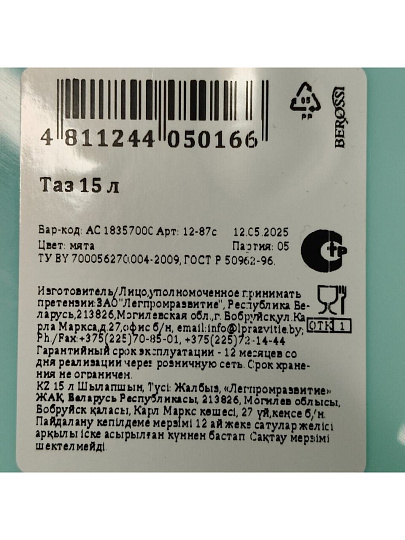 4 811244 050166
05
PP
BEROSSI
Таз 15 л
Бар-код: АС 1835700С Арт: 12-87с 12.05.2025
Цвет: мята Партия: 05
ТУ BY 700056270.004-2009, ГОСТ Р 50962-96.
Изготовитель/Лицо,уполномоченное принимать
претензии:ЗАО"Легпромразвитие", Республика Бе-
ларусь,213826,Могилевская обл.,г. Бобруйск,ул.Ка-
рла Маркса,д.27,офис б/н, email:info@lprazvitie.by,
Ph./Fax:+375(225)70-85-01, +375(225)72-14-44
Гарантийный срок эксплуатации - 12 месяцев со
дня реализации через розничную сеть. Срок хране-
ния не ограничен.
ОТК 1
KZ 15 л Шылапшын, Түсі: Жалбыз, «Легпромразвитие»
ЖАҚ, Беларусь Республикасы, 213826, Могилев облысы,
Бобруйск қаласы, Карл Маркс көшесі, 27 үй,кеңсе б/н.
Пайдалану кепілдеме мерзімі 12 ай жеке сатулар желісі
арқылы іске асырылған күннен бастап. Сақтау мерзімі
шектелмейді.